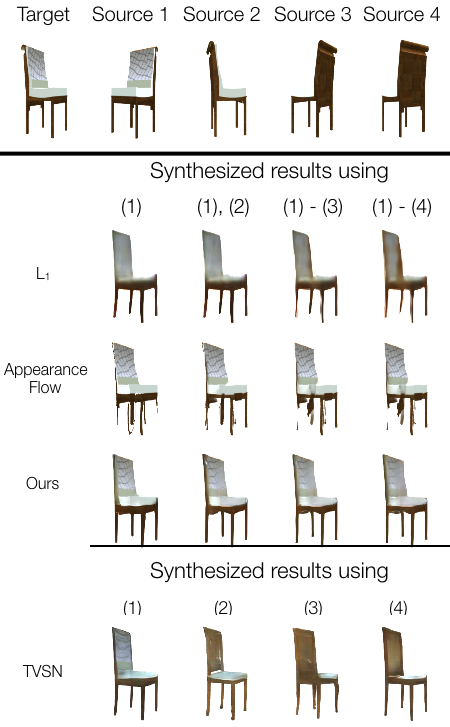 Target Source 1 Source 2 Source 3 Source 4
Synthesized results using
(1) (1), (2) (1) - (3) (1) - (4)
L₁
Appearance
Flow
Ours
Synthesized results using
(1) (2) (3) (4)
TVSN